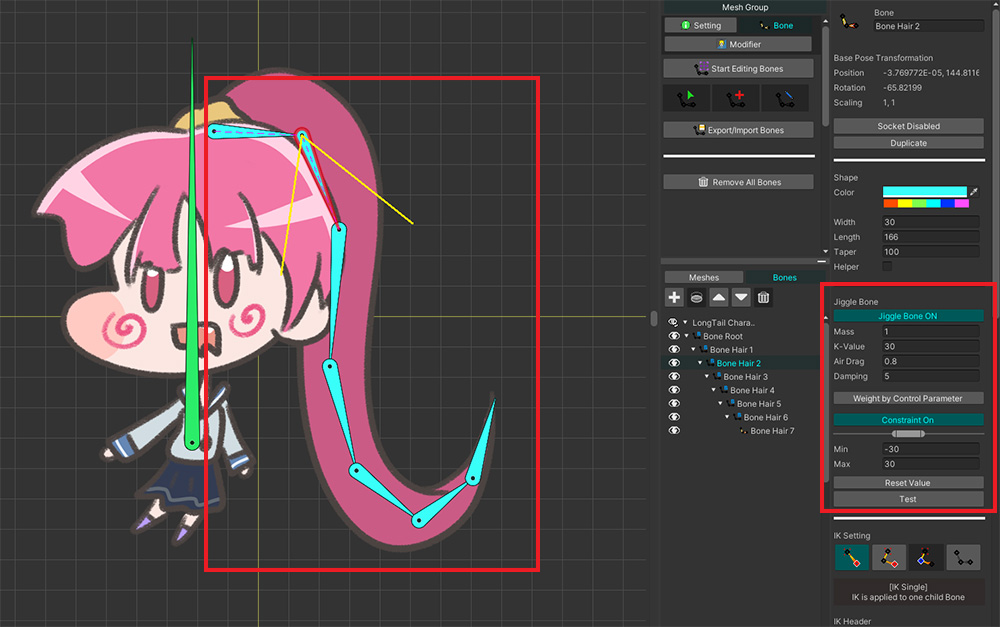 Mesh Group
Setting
Bone
Modifier
Start Editing Bones
Export/Import Bones
Remove All Bones
Meshes
Bones
LongTail Chara..
Bone Root
Bone Hair 1
Bone Hair 2
Bone Hair 3
Bone Hair 4
Bone Hair 5
Bone Hair 6
Bone Hair 7
Bone
Bone Hair 2
Base Pose Transformation
Position -3.769772E-05, 144.8116
Rotation -65.82199
Scaling 1, 1
Socket Disabled
Duplicate
Shape
Color
Width 30
Length 166
Taper 100
Helper
Jiggle Bone
Jiggle Bone ON
Mass 1
K-Value 30
Air Drag 0.8
Damping 5
Weight by Control Parameter
Constraint On
Min -30
Max 30
Reset Value
Test
IK Setting
[IK Single]
IK is applied to one child Bone
IK Header